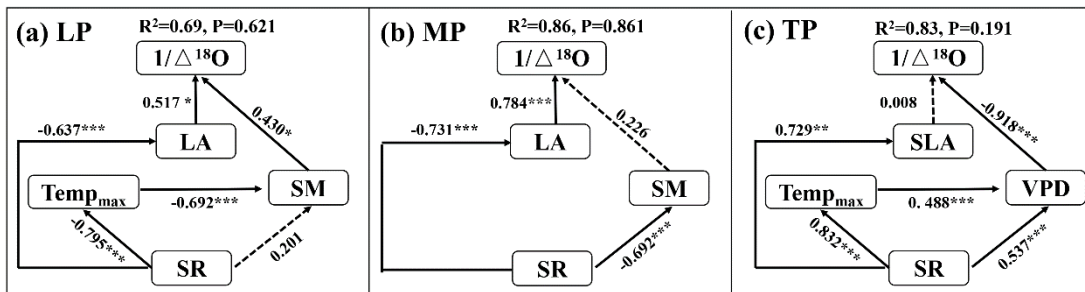 (a) LP
R²=0.69, P=0.621
1/△¹⁸O
0.517 *
0.430*
-0.637***
LA
Tempmax
-0.692***
SM
-0.795***
0.201
SR
(b) MP
R²=0.86, P=0.861
1/△¹⁸O
0.784***
0.226
-0.731***
LA
SM
-0.692***
SR
(c) TP
R²=0.83, P=0.191
1/△¹⁸O
0.008
-0.918***
0.729**
SLA
Tempmax
0. 488***
VPD
0.832***
0.537***
SR